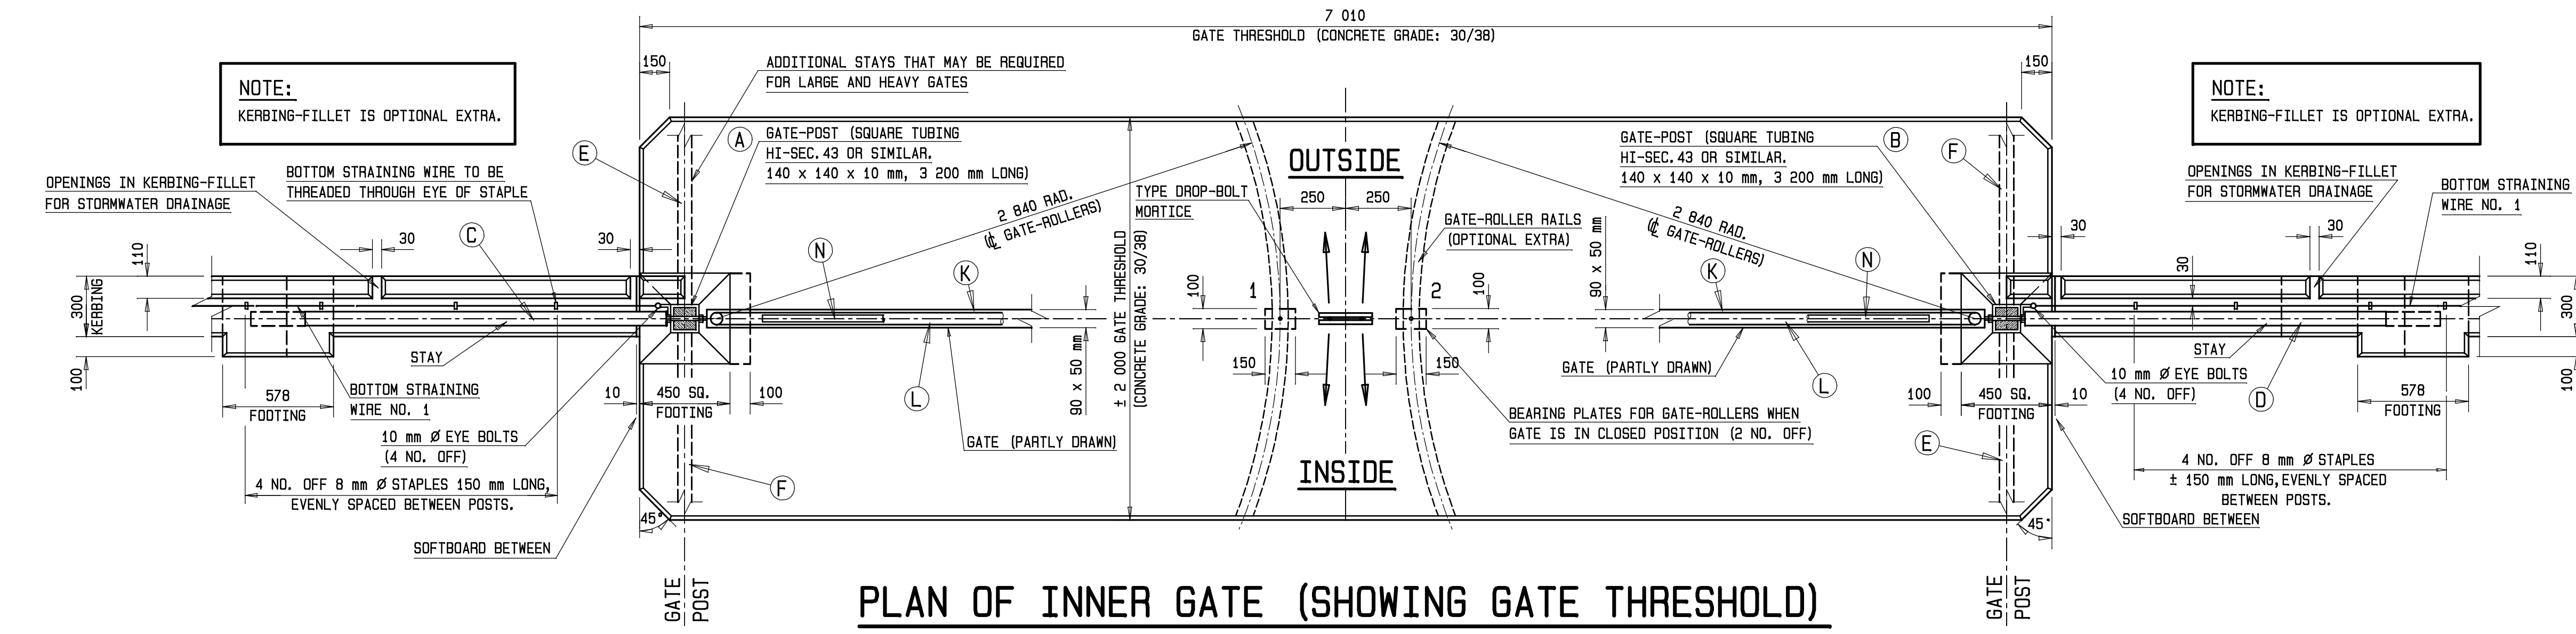 7 010
GATE THRESHOLD (CONCRETE GRADE: 30/38)
NOTE:
KERBING-FILLET IS OPTIONAL EXTRA.
OPENINGS IN KERBING-FILLET
FOR STORMWATER DRAINAGE
BOTTOM STRAINING WIRE TO BE
THREADED THROUGH EYE OF STAPLE
150
ADDITIONAL STAYS THAT MAY BE REQUIRED
FOR LARGE AND HEAVY GATES
E
A
GATE-POST (SQUARE TUBING
HI-SEC.43 OR SIMILAR.
140 x 140 x 10 mm, 3 200 mm LONG)
110
300
KERBING
100
30
C
30
STAY
578
FOOTING
BOTTOM STRAINING
WIRE NO. 1
10 mm Ø EYE BOLTS
(4 NO. OFF)
4 NO. OFF 8 mm Ø STAPLES 150 mm LONG,
EVENLY SPACED BETWEEN POSTS.
SOFTBOARD BETWEEN
45°
10
450 SQ.
FOOTING
100
F
GATE
POST
N
K
L
GATE (PARTLY DRAWN)
90 x 50 mm
2 840 RAD.
(℄ GATE-ROLLERS)
± 2 000 GATE THRESHOLD
(CONCRETE GRADE: 30/38)
TYPE DROP-BOLT
MORTICE
OUTSIDE
250
250
1
2
100
100
150
150
INSIDE
GATE-ROLLER RAILS
(OPTIONAL EXTRA)
BEARING PLATES FOR GATE-ROLLERS WHEN
GATE IS IN CLOSED POSITION (2 NO. OFF)
90 x 50 mm
2 840 RAD.
(℄ GATE-ROLLERS)
GATE-POST (SQUARE TUBING
HI-SEC.43 OR SIMILAR.
140 x 140 x 10 mm, 3 200 mm LONG)
B
F
K
N
L
GATE (PARTLY DRAWN)
150
NOTE:
KERBING-FILLET IS OPTIONAL EXTRA.
OPENINGS IN KERBING-FILLET
FOR STORMWATER DRAINAGE
BOTTOM STRAINING
WIRE NO. 1
30
30
30
110
300
100
STAY
10 mm Ø EYE BOLTS
(4 NO. OFF)
D
100
450 SQ.
FOOTING
10
578
FOOTING
E
4 NO. OFF 8 mm Ø STAPLES
± 150 mm LONG, EVENLY SPACED
BETWEEN POSTS.
SOFTBOARD BETWEEN
45°
GATE
POST
PLAN OF INNER GATE (SHOWING GATE THRESHOLD)